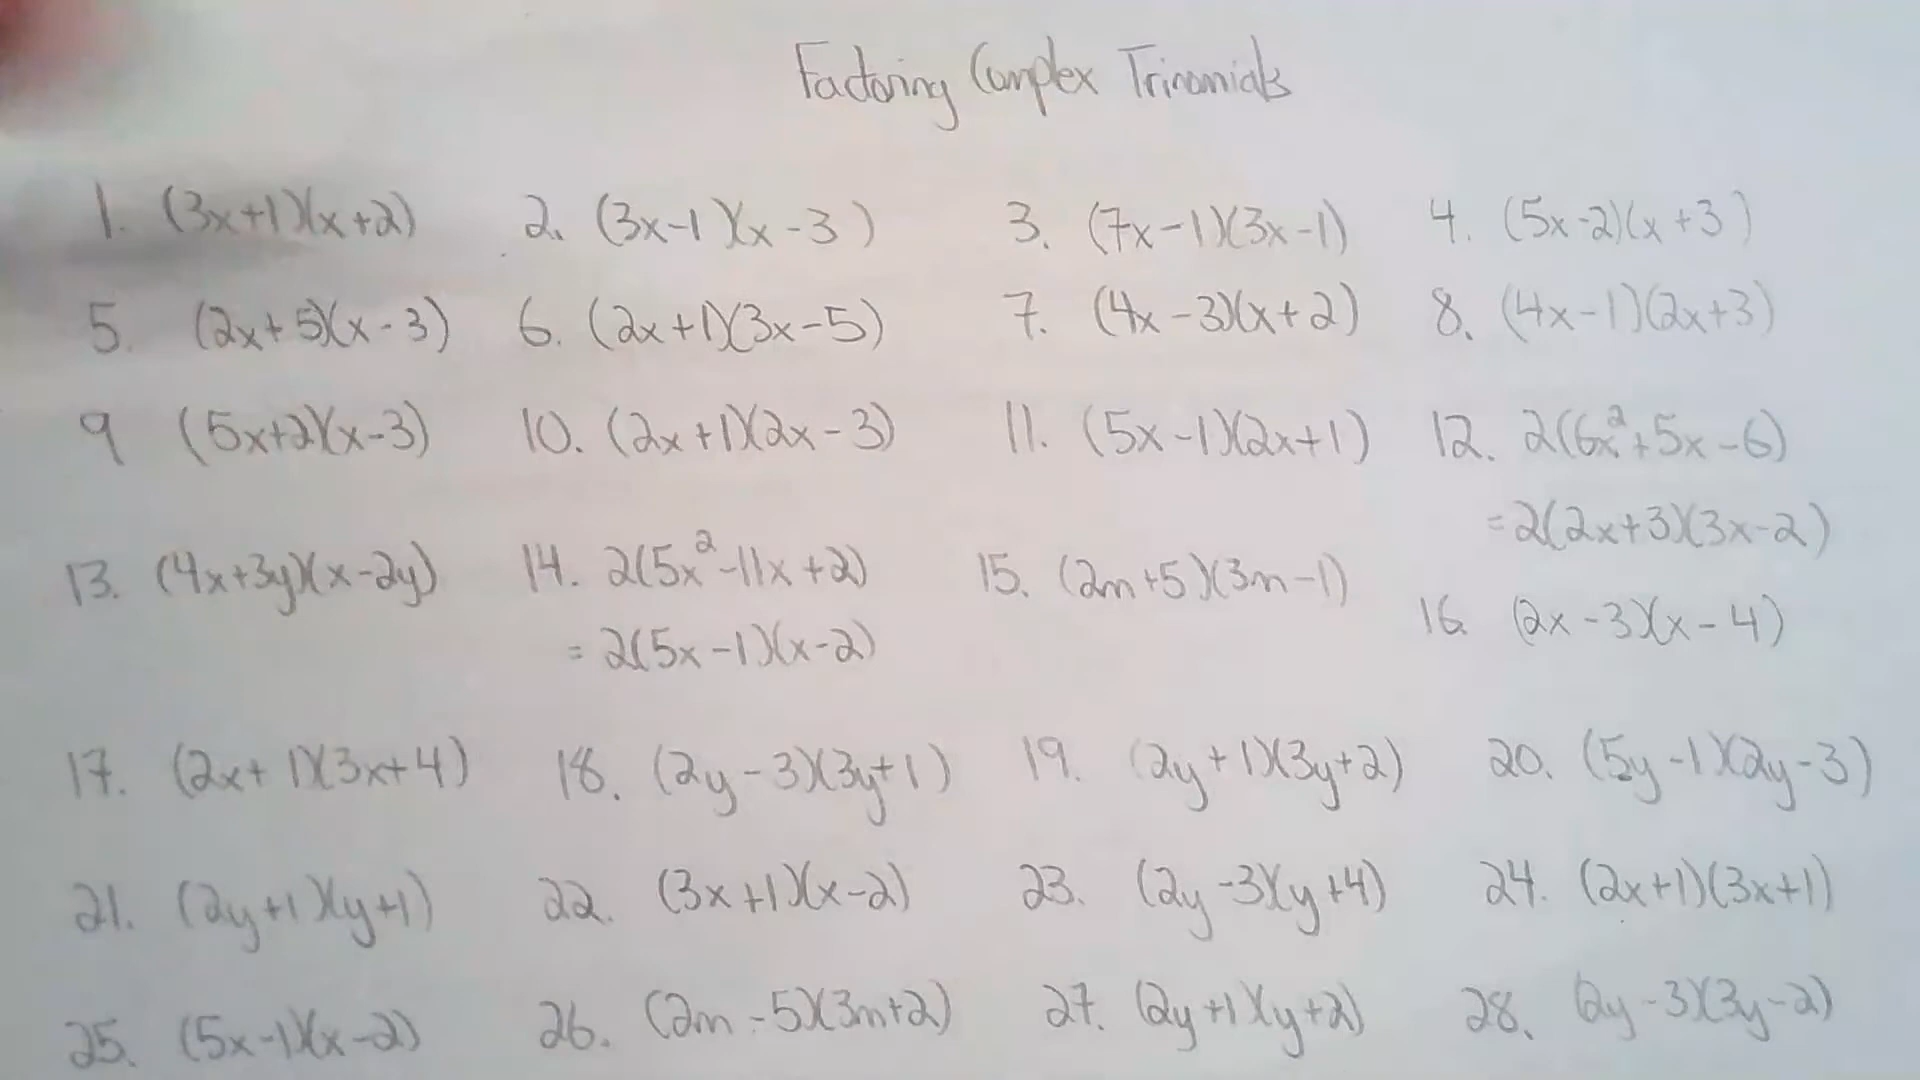 Factoring Complex Trinomials
1. (3x+1)(x+2) 2. (3x-1)(x-3) 3. (7x-1)(3x-1) 4. (5x-2)(x+3)
5. (2x+5)(x-3) 6. (2x+1)(3x-5) 7. (4x-3)(x+2) 8. (4x-1)(2x+3)
9 (5x+2)(x-3) 10. (2x+1)(2x-3) 11. (5x-1)(2x+1) 12. 2(6x²+5x-6)
=2(2x+3)(3x-2)
13. (4x+3y)(x-2y) 14. 2(5x²-11x+2) 15. (2m+5)(3m-1)
16. (2x-3)(x-4)
=2(5x-1)(x-2)
17. (2x+1)(3x+4) 18. (2y-3)(3y+1) 19. (2y+1)(3y+2) 20. (5y-1)(2y-3)
21. (2y+1)(y+1) 22. (3x+1)(x-2) 23. (2y-3)(y+4) 24. (2x+1)(3x+1)
25. (5x-1)(x-2) 26. (2m-5)(3m+2) 27. (2y+1)(y+2) 28. (2y-3)(3y-2)